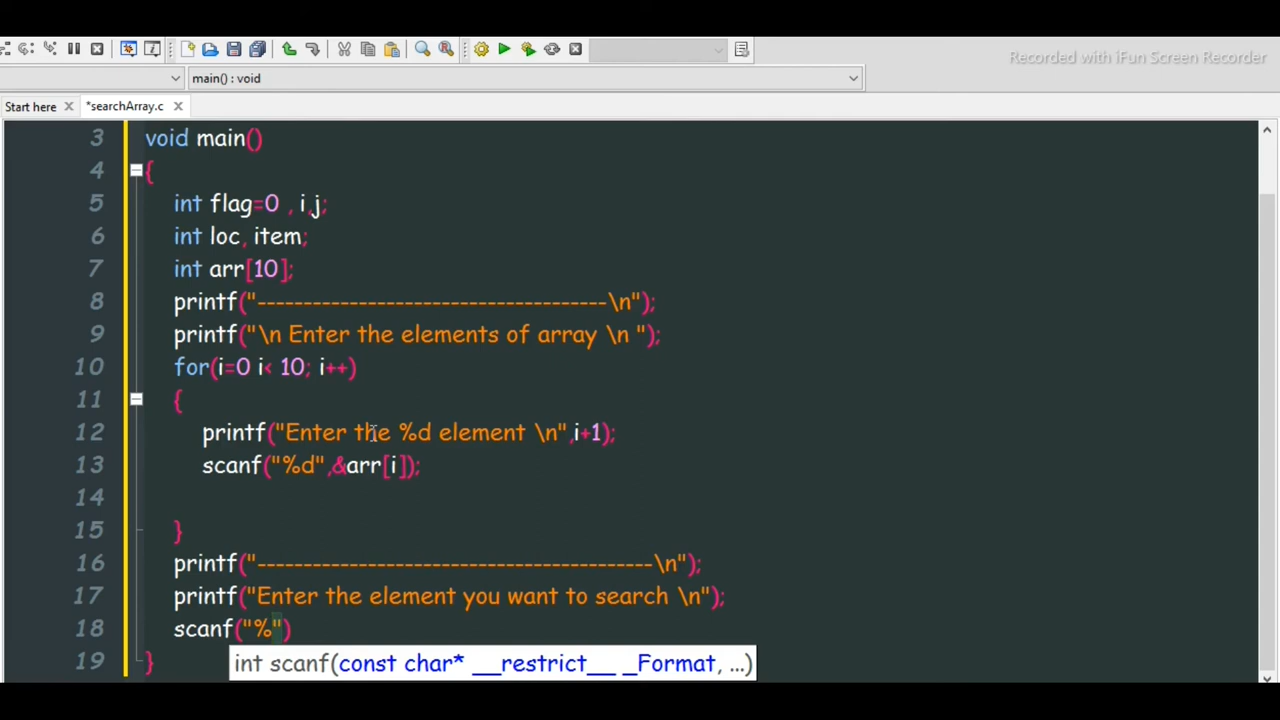 Recorded with iFun Screen Recorder
main() : void
Start here
*searchArray.c
3 void main()
4 {
5 int flag=0 , i,j;
6 int loc, item;
7 int arr[10];
8 printf("--------------------------------------\n");
9 printf("\n Enter the elements of array \n ");
10 for(i=0 i< 10; i++)
11 {
12 printf("Enter the %d element \n",i+1);
13 scanf("%d",&arr[i]);
14
15 }
16 printf("-------------------------------------------\n");
17 printf("Enter the element you want to search \n");
18 scanf("%")
19 }
int scanf(const char* __restrict__ _Format, ...)